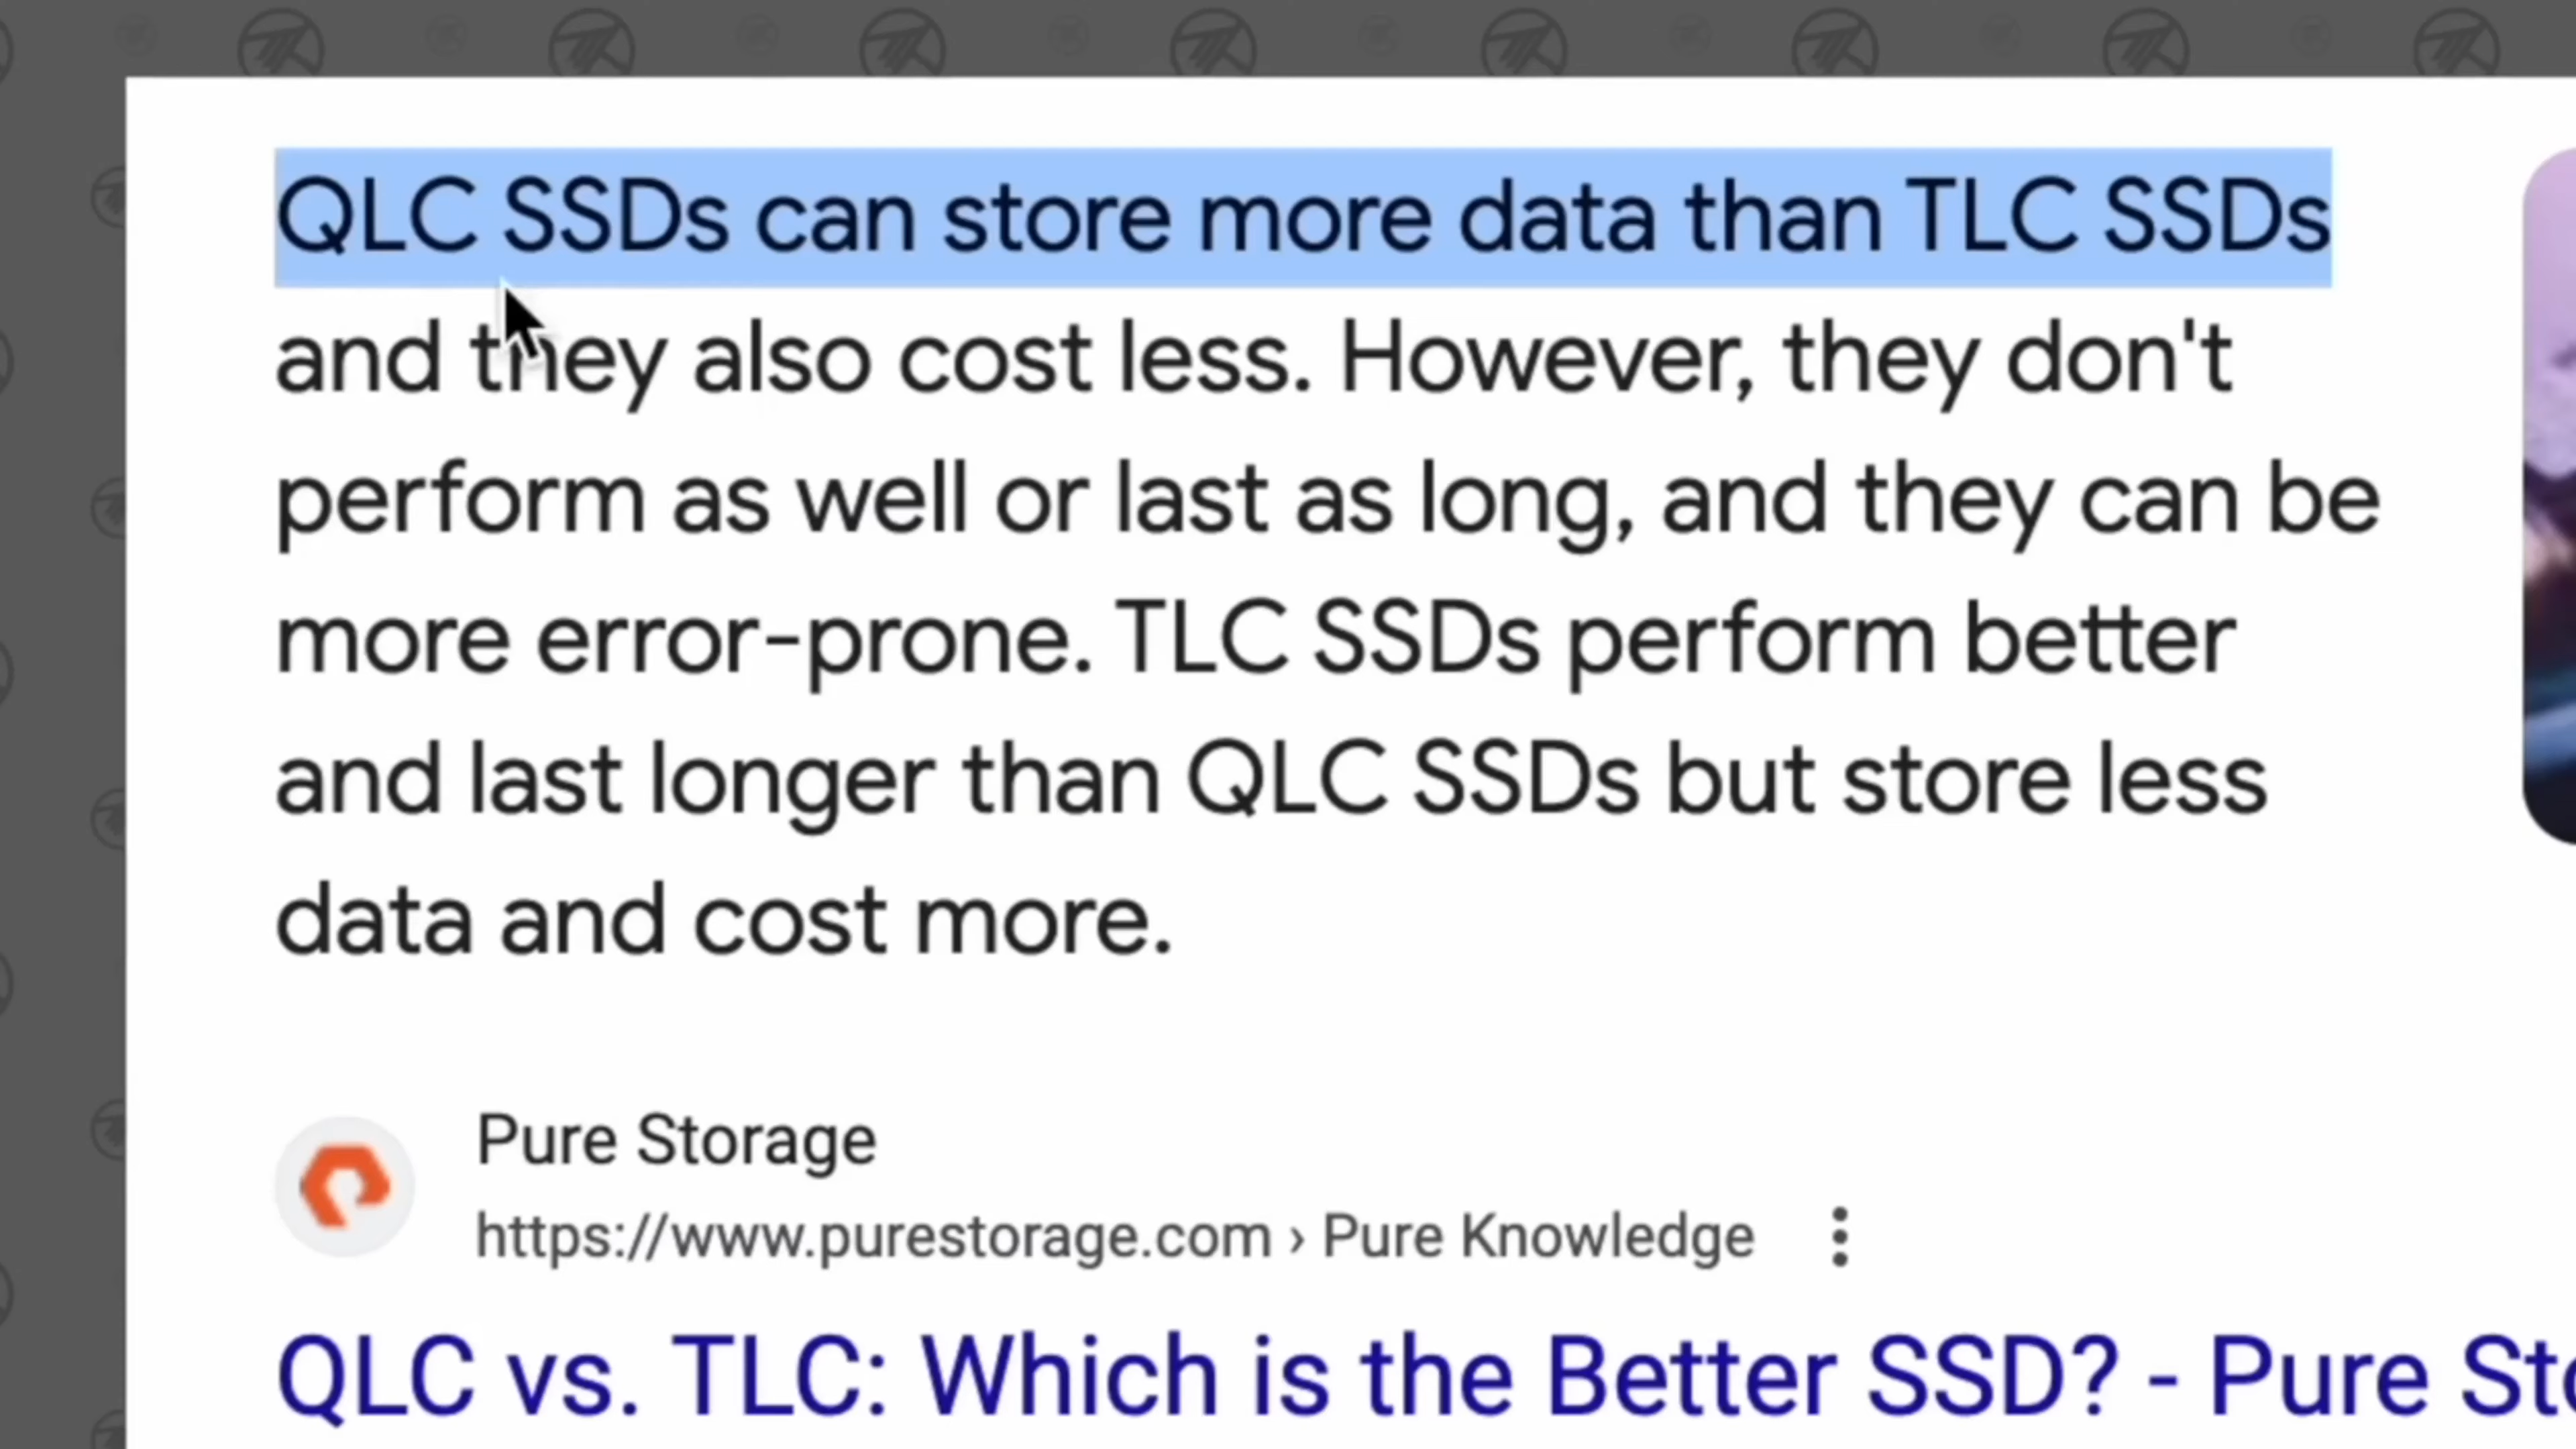 QLC SSDs can store more data than TLC SSDs
and they also cost less. However, they don't
perform as well or last as long, and they can be
more error-prone. TLC SSDs perform better
and last longer than QLC SSDs but store less
data and cost more.
Pure Storage
https://www.purestorage.com › Pure Knowledge
QLC vs. TLC: Which is the Better SSD? - Pure Sto